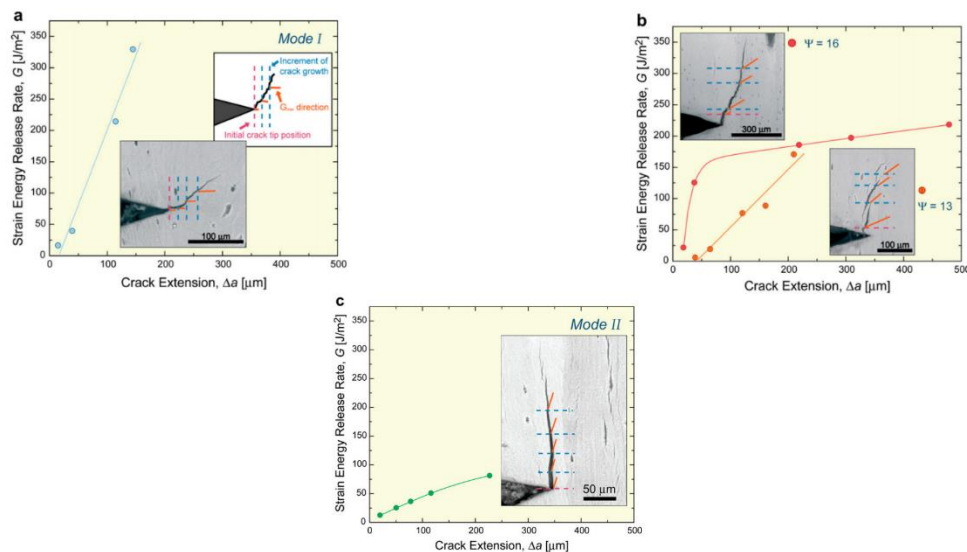 a
Mode I
Strain Energy Release Rate, G [J/m²]
350
300
250
200
150
100
50
0
Increment of
crack growth
Gₘₐₓ direction
Initial crack tip position
100 μm
0 100 200 300 400 500
Crack Extension, Δa [μm]
b
Ψ = 16
Strain Energy Release Rate, G [J/m²]
350
300
250
200
150
100
50
0
300 μm
Ψ = 13
100 μm
0 100 200 300 400 500
Crack Extension, Δa [μm]
c
Mode II
Strain Energy Release Rate, G [J/m²]
350
300
250
200
150
100
50
0
50 μm
0 100 200 300 400 500
Crack Extension, Δa [μm]